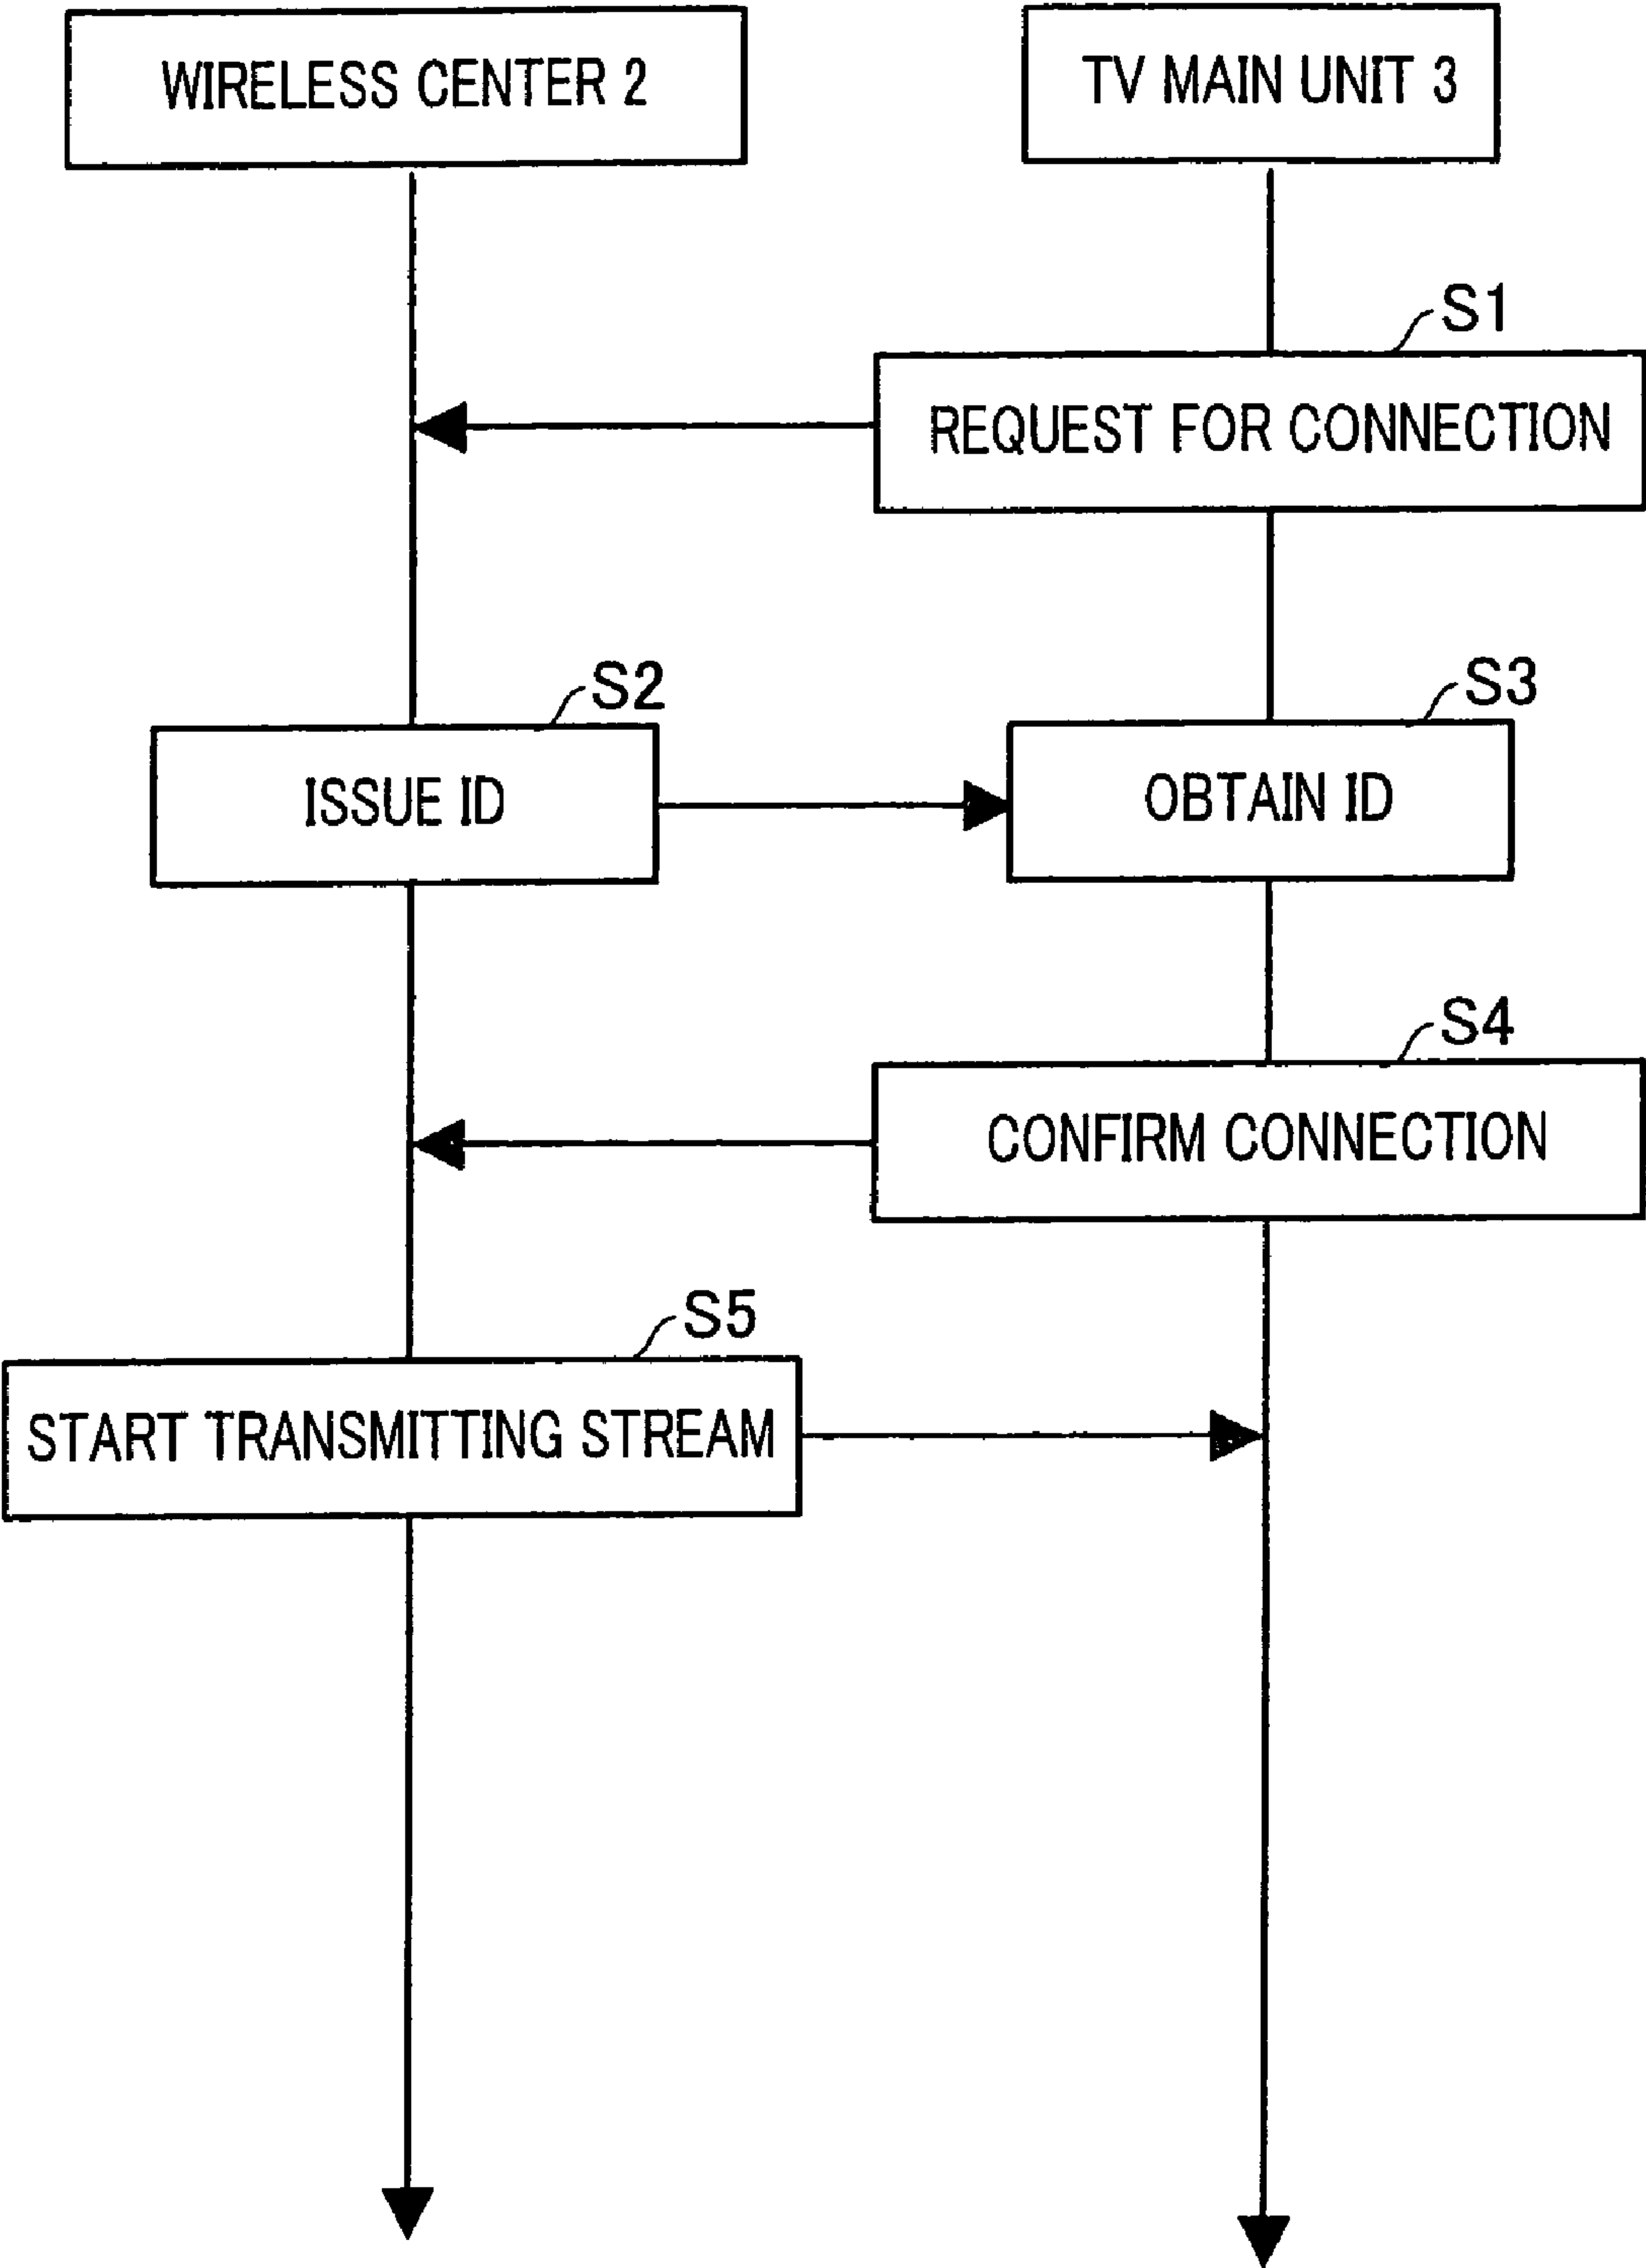 WIRELESS CENTER 2
TV MAIN UNIT 3
S1
REQUEST FOR CONNECTION
S2
S3
ISSUE ID
OBTAIN ID
S4
CONFIRM CONNECTION
S5
START TRANSMITTING STREAM